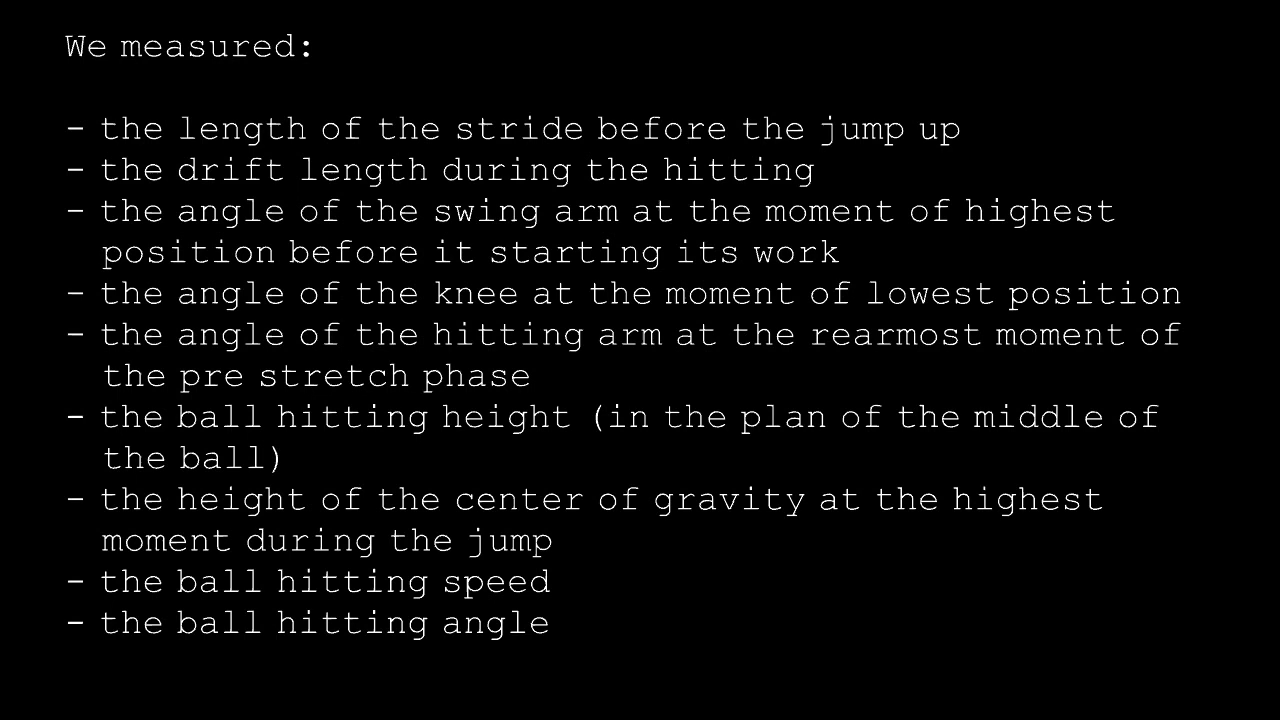 We measured:
- the length of the stride before the jump up
- the drift length during the hitting
- the angle of the swing arm at the moment of highest
position before it starting its work
- the angle of the knee at the moment of lowest position
- the angle of the hitting arm at the rearmost moment of
the pre stretch phase
- the ball hitting height (in the plan of the middle of
the ball)
- the height of the center of gravity at the highest
moment during the jump
- the ball hitting speed
- the ball hitting angle